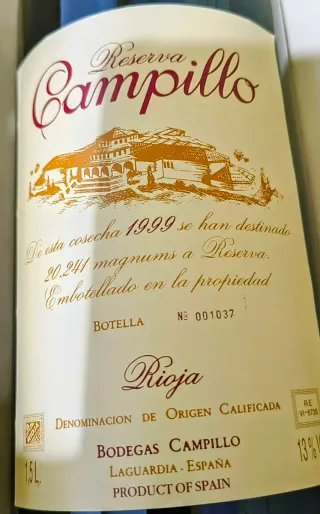 Reserva
Campillo
De esta cosecha 1999 se han destinado
20.241 magnums a Reserva.
Embotellado en la propiedad
BOTELLA Nº 001037
Rioja
DENOMINACION DE ORIGEN CALIFICADA
R.E.
BODEGAS CAMPILLO
1,5 L.
13%
LAGUARDIA - ESPAÑA
PRODUCT OF SPAIN